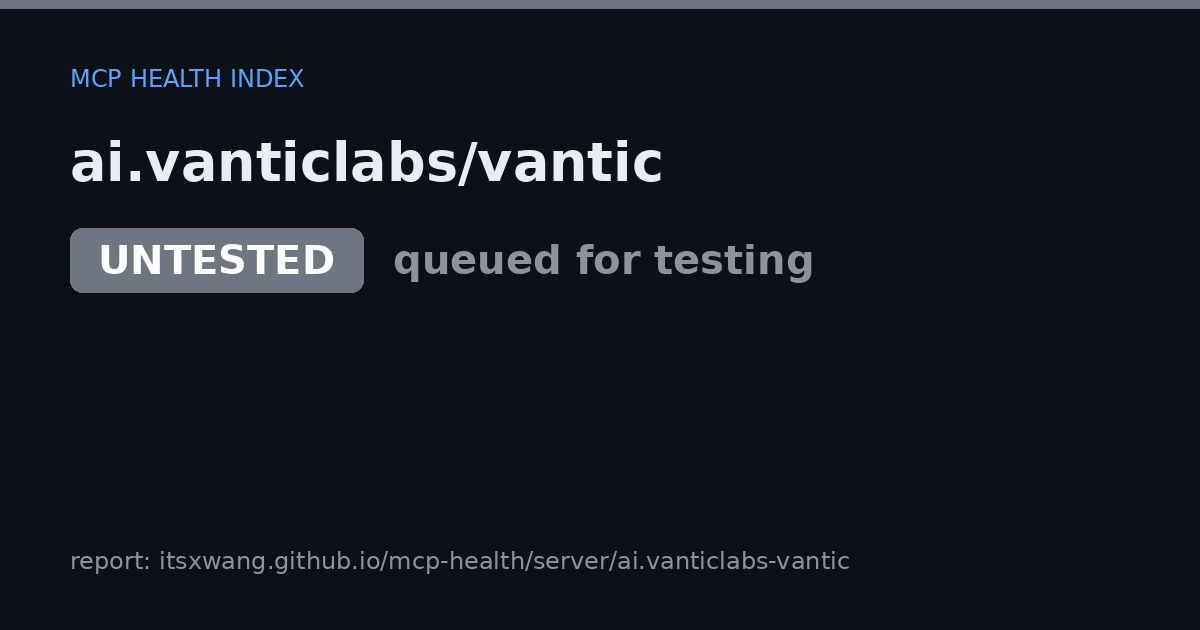 MCP HEALTH INDEX
ai.vanticlabs/vantic
UNTESTED queued for testing
report: itsxwang.github.io/mcp-health/server/ai.vanticlabs-vantic